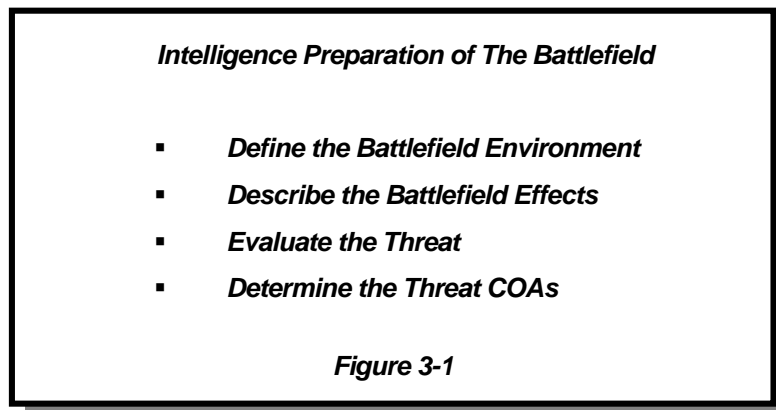 Intelligence Preparation of The Battlefield
▪ Define the Battlefield Environment
▪ Describe the Battlefield Effects
▪ Evaluate the Threat
▪ Determine the Threat COAs
Figure 3-1